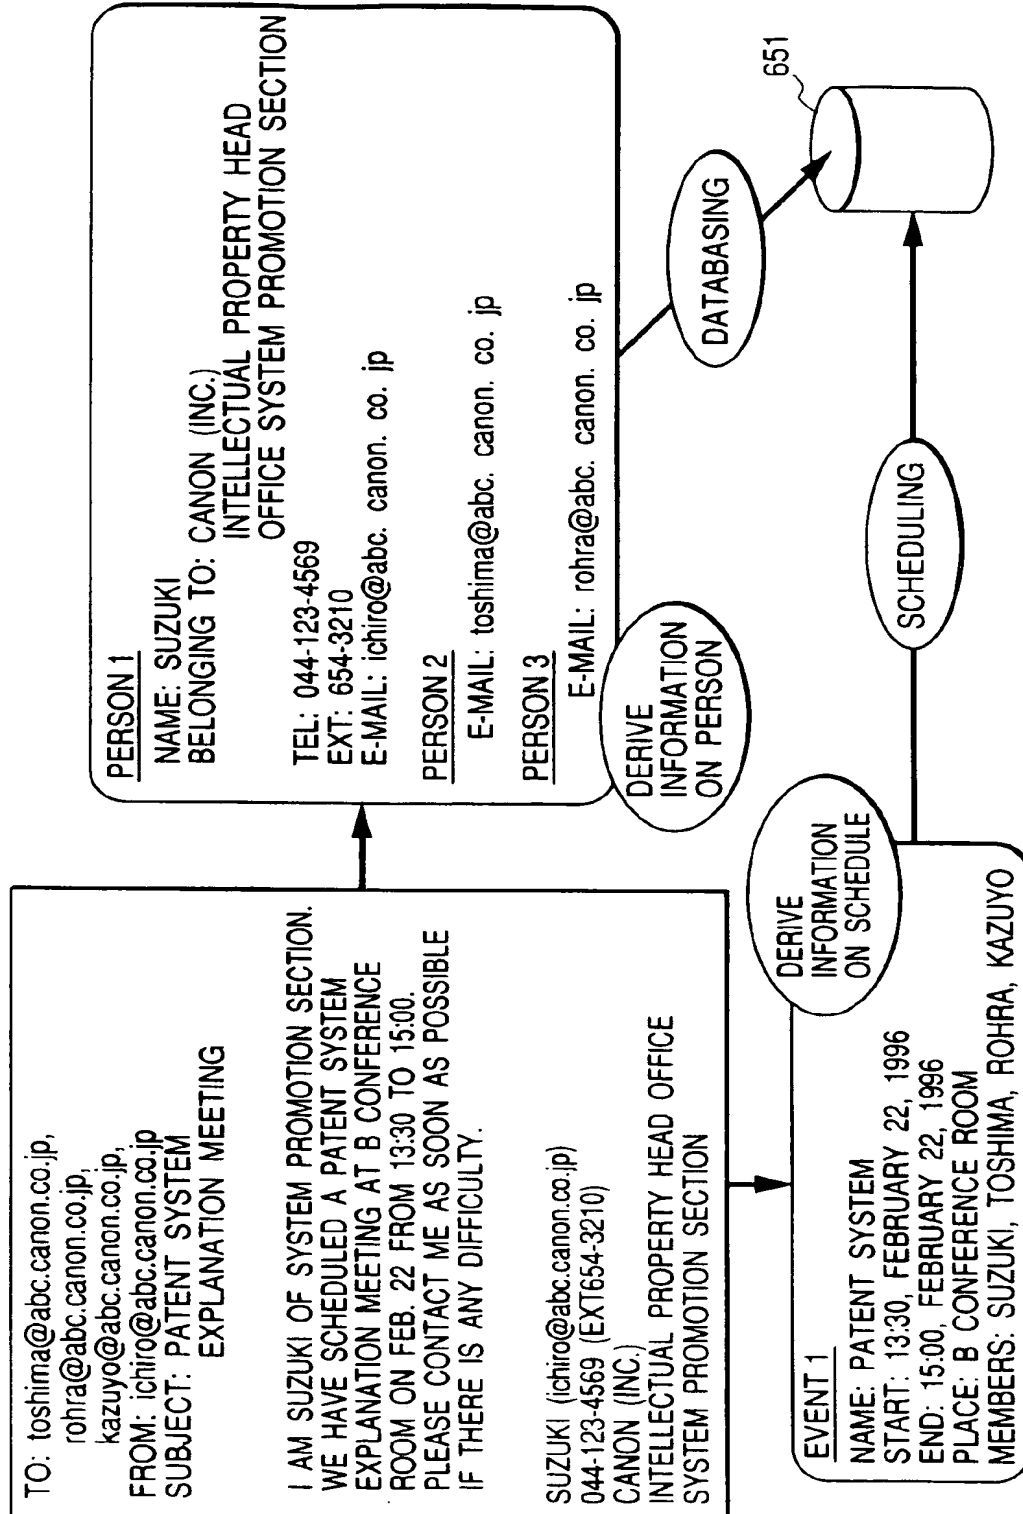 TO: toshima@abc.canon.co.jp,
rohra@abc.canon.co.jp,
kazuyo@abc.canon.co.jp,
FROM: ichiro@abc.canon.co.jp
SUBJECT: PATENT SYSTEM
EXPLANATION MEETING
I AM SUZUKI OF SYSTEM PROMOTION SECTION.
WE HAVE SCHEDULED A PATENT SYSTEM
EXPLANATION MEETING AT B CONFERENCE
ROOM ON FEB. 22 FROM 13:30 TO 15:00.
PLEASE CONTACT ME AS SOON AS POSSIBLE
IF THERE IS ANY DIFFICULTY.
SUZUKI (ichiro@abc.canon.co.jp)
044-123-4569 (EXT654-3210)
CANON (INC.)
INTELLECTUAL PROPERTY HEAD OFFICE
SYSTEM PROMOTION SECTION
PERSON 1
NAME: SUZUKI
BELONGING TO: CANON (INC.)
INTELLECTUAL PROPERTY HEAD
OFFICE SYSTEM PROMOTION SECTION
TEL: 044-123-4569
EXT: 654-3210
E-MAIL: ichiro@abc. canon. co. jp
PERSON 2
E-MAIL: toshima@abc. canon. co. jp
PERSON 3
E-MAIL: rohra@abc. canon. co. jp
DERIVE
INFORMATION
ON PERSON
DATABASING
651
EVENT 1
NAME: PATENT SYSTEM
START: 13:30, FEBRUARY 22, 1996
END: 15:00, FEBRUARY 22, 1996
PLACE: B CONFERENCE ROOM
MEMBERS: SUZUKI, TOSHIMA, ROHRA, KAZUYO
DERIVE
INFORMATION
ON SCHEDULE
SCHEDULING